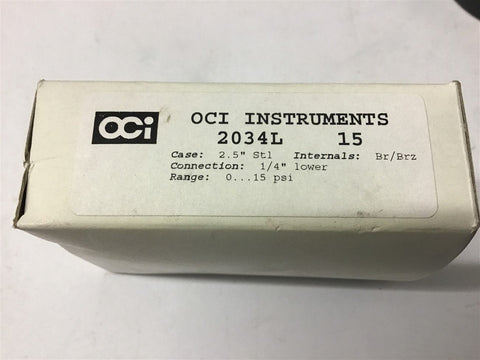 oci
OCI INSTRUMENTS
2034L 15
Case: 2.5" Stl Internals: Br/Brz
Connection: 1/4" lower
Range: 0...15 psi